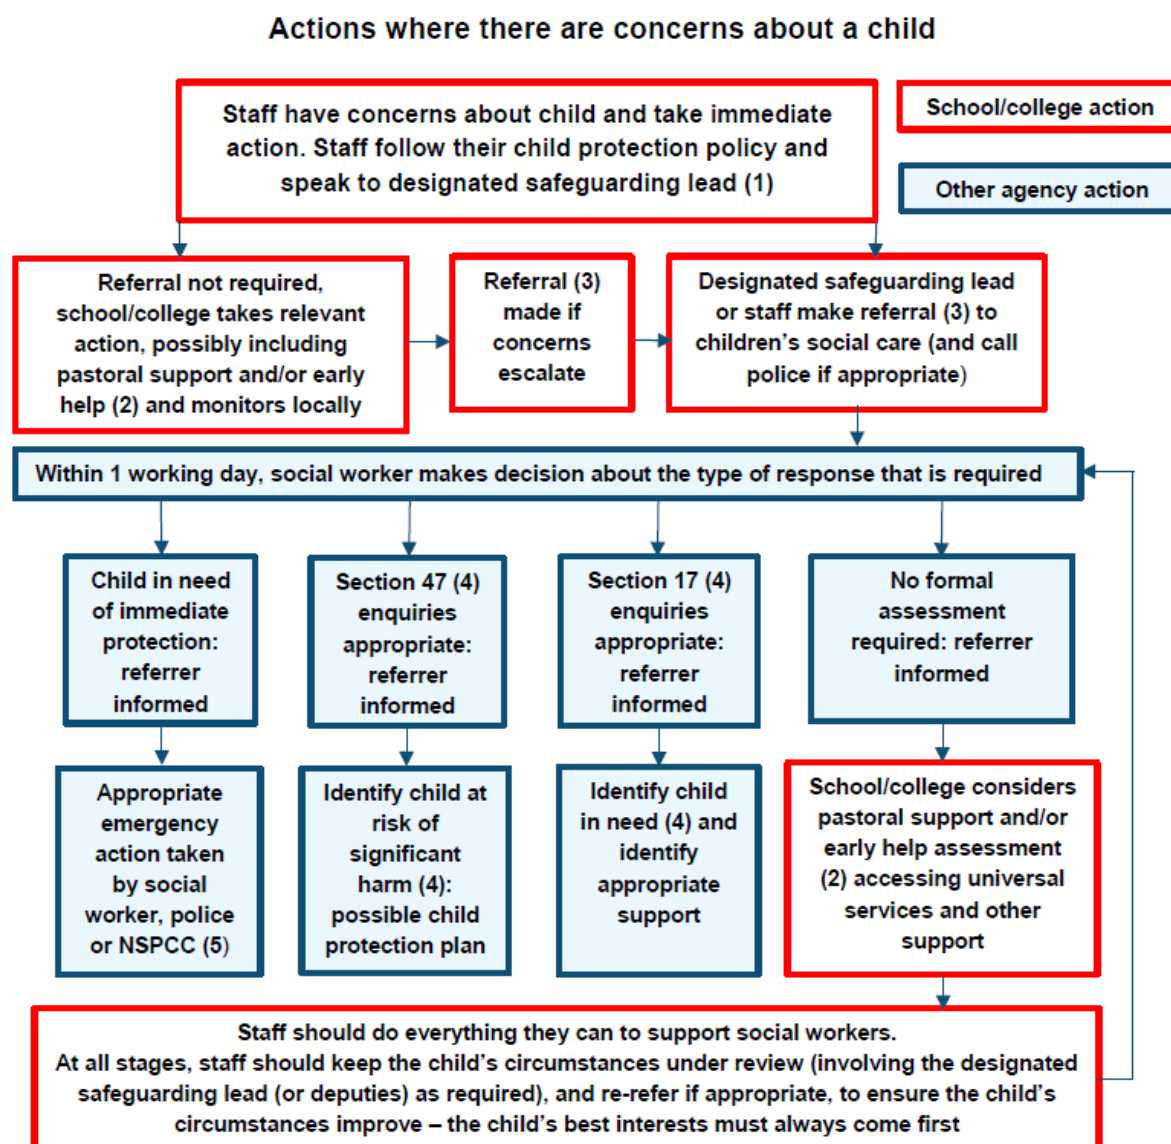 Actions where there are concerns about a child
Staff have concerns about child and take immediate
action. Staff follow their child protection policy and
speak to designated safeguarding lead (1)
School/college action
Other agency action
Referral not required,
school/college takes relevant
action, possibly including
pastoral support and/or early
help (2) and monitors locally
Referral (3)
made if
concerns
escalate
Designated safeguarding lead
or staff make referral (3) to
children’s social care (and call
police if appropriate)
Within 1 working day, social worker makes decision about the type of response that is required
Child in need
of immediate
protection:
referrer
informed
Section 47 (4)
enquiries
appropriate:
referrer
informed
Section 17 (4)
enquiries
appropriate:
referrer
informed
No formal
assessment
required: referrer
informed
Appropriate
emergency
action taken
by social
worker, police
or NSPCC (5)
Identify child at
risk of
significant
harm (4):
possible child
protection plan
Identify child
in need (4) and
identify
appropriate
support
School/college considers
pastoral support and/or
early help assessment
(2) accessing universal
services and other
support
Staff should do everything they can to support social workers.
At all stages, staff should keep the child’s circumstances under review (involving the designated
safeguarding lead (or deputies) as required), and re-refer if appropriate, to ensure the child’s
circumstances improve – the child’s best interests must always come first